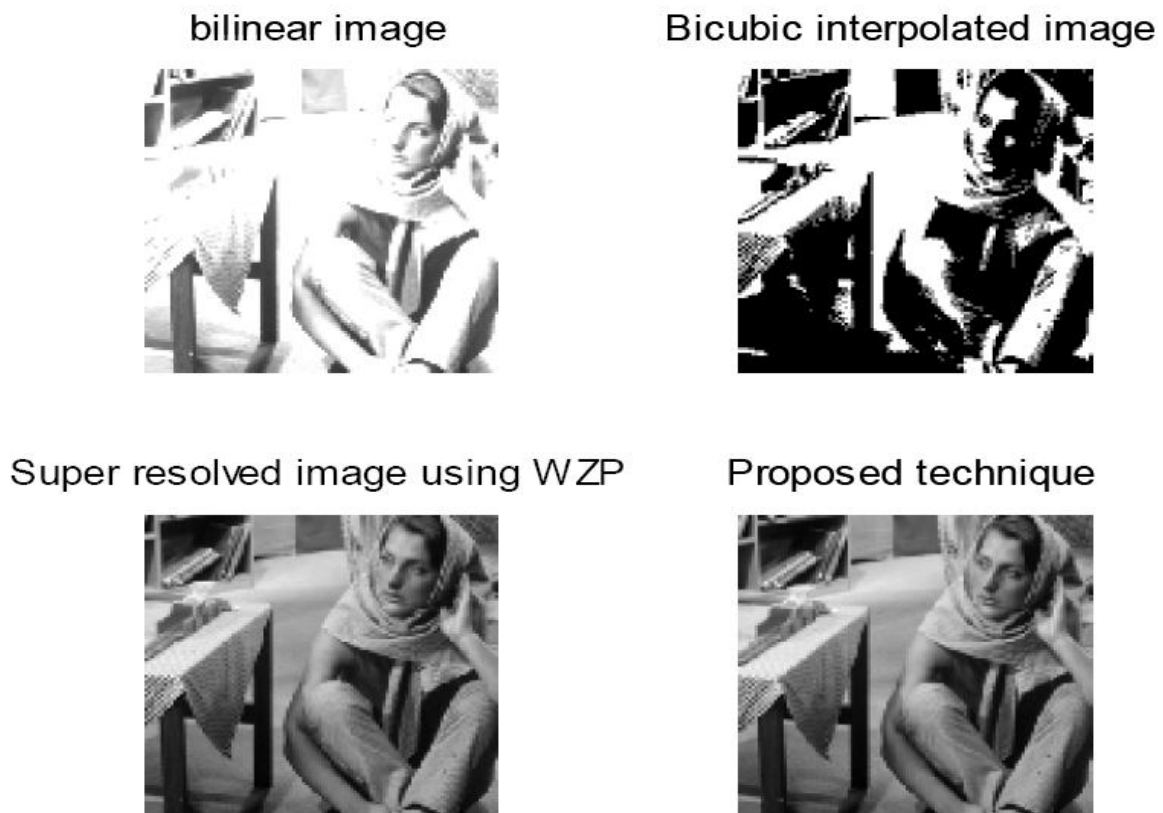 bilinear image
Bicubic interpolated image
Super resolved image using WZP
Proposed technique